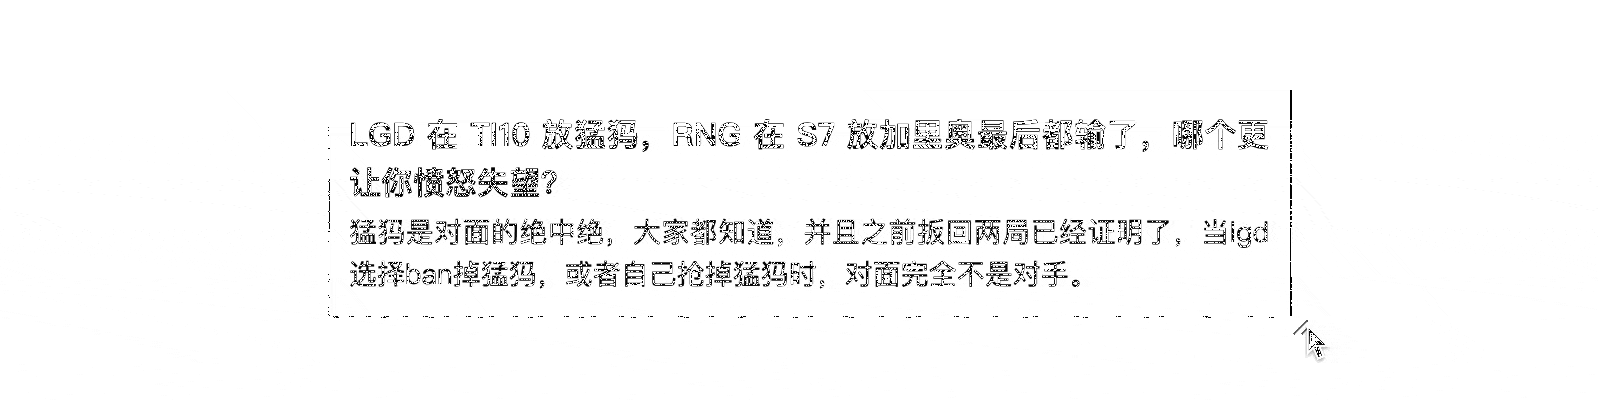 LGD 在 TI10 放猛犸，RNG 在 S7 放加里奥最后都输了，哪个更
让你愤怒失望？
猛犸是对面的绝中绝，大家都知道，并且之前扳回两局已经证明了，当lgd
选择ban掉猛犸，或者自己抢掉猛犸时，对面完全不是对手。